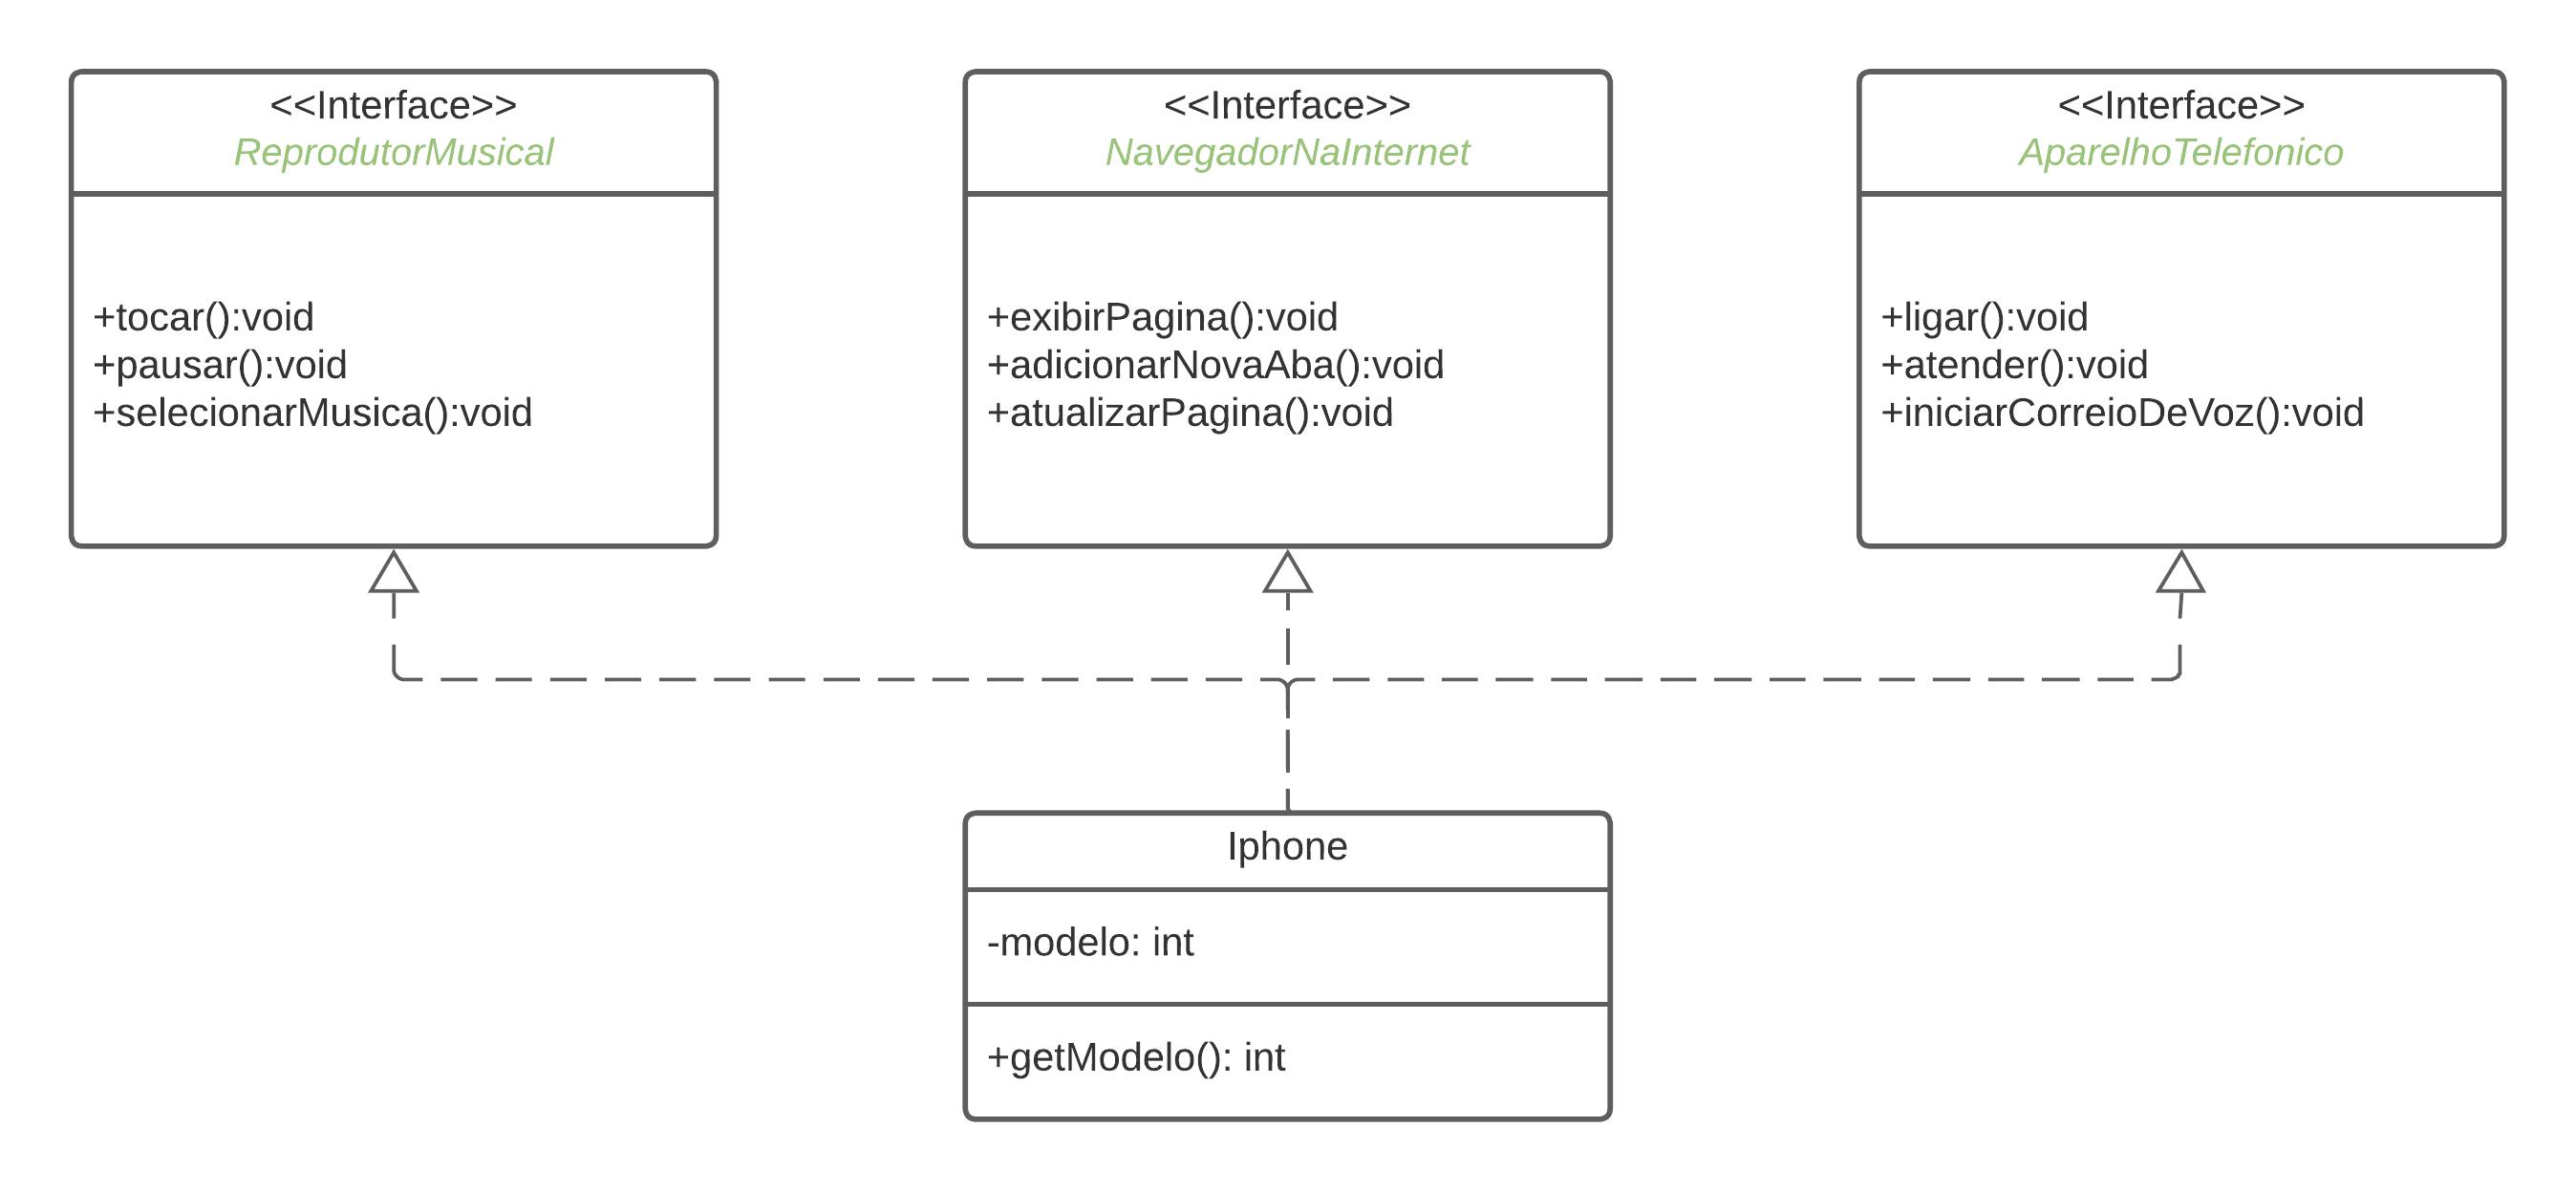 <<Interface>>
ReprodutorMusical
+tocar():void
+pausar():void
+selecionarMusica():void
<<Interface>>
NavegadorNaInternet
+exibirPagina():void
+adicionarNovaAba():void
+atualizarPagina():void
<<Interface>>
AparelhoTelefonico
+ligar():void
+atender():void
+iniciarCorreioDeVoz():void
Iphone
-modelo: int
+getModelo(): int